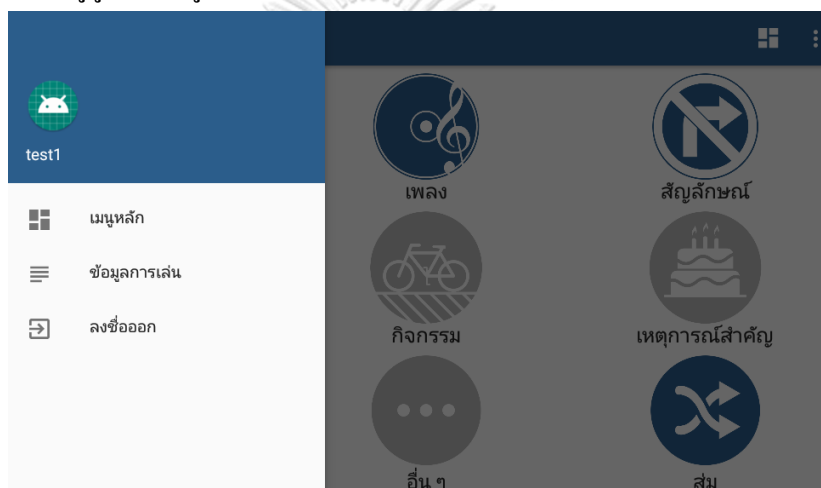 test1
เมนูหลัก
ข้อมูลการเล่น
ลงชื่อออก
เพลง
สัญลักษณ์
กิจกรรม
เหตุการณ์สำคัญ
อื่น ๆ
สุ่ม